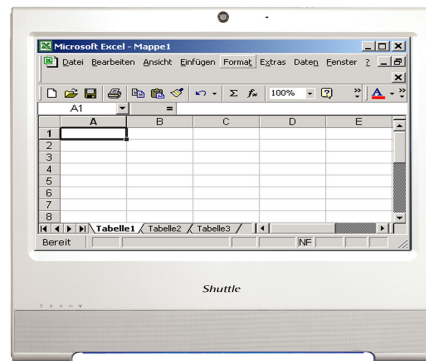 Microsoft Excel - Mappe1
Datei Bearbeiten Ansicht Einfügen Format Extras Daten Fenster ?
Σ fx 100%
A1 =
A B C D E
1
2
3
4
5
6
7
8
Tabelle1 Tabelle2 Tabelle3
Bereit NF
Shuttle